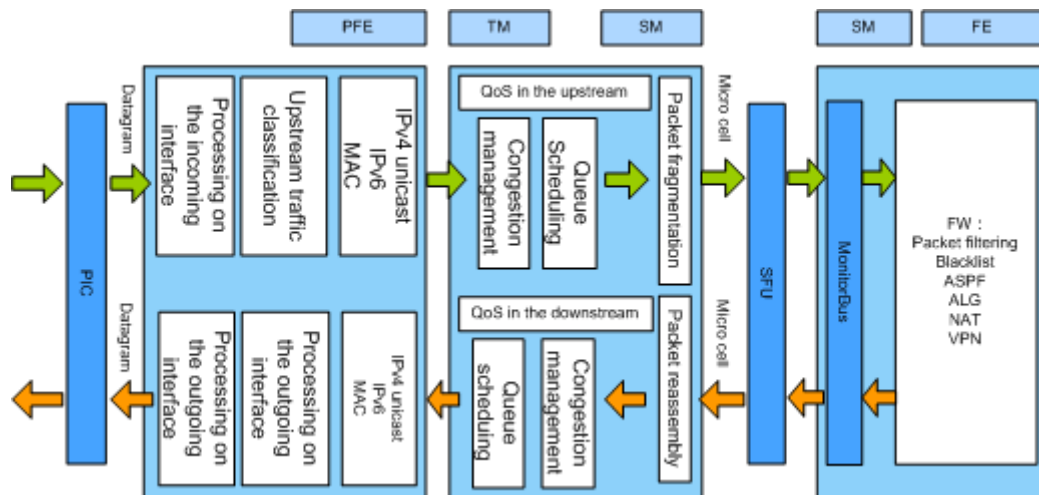 PFE
TM
SM
SM
FE
PIC
Datagram
Processing on
the incoming
interface
Upstream traffic
classification
IPv4 unicast
IPV6
MAC
QoS in the upstream
Congestion
management
Queue
Scheduling
Packet fragmentation
Micro cell
SFU
MonitorBus
FW :
Packet filtering
Blacklist
ASPF
ALG
NAT
VPN
Datagram
Processing on
the outgoing
interface
Processing on
the outgoing
interface
IPv4 unicast
IPV6
MAC
QoS in the downstream
Queue
scheduling
Congestion
management
Packet reassembly
Micro cell